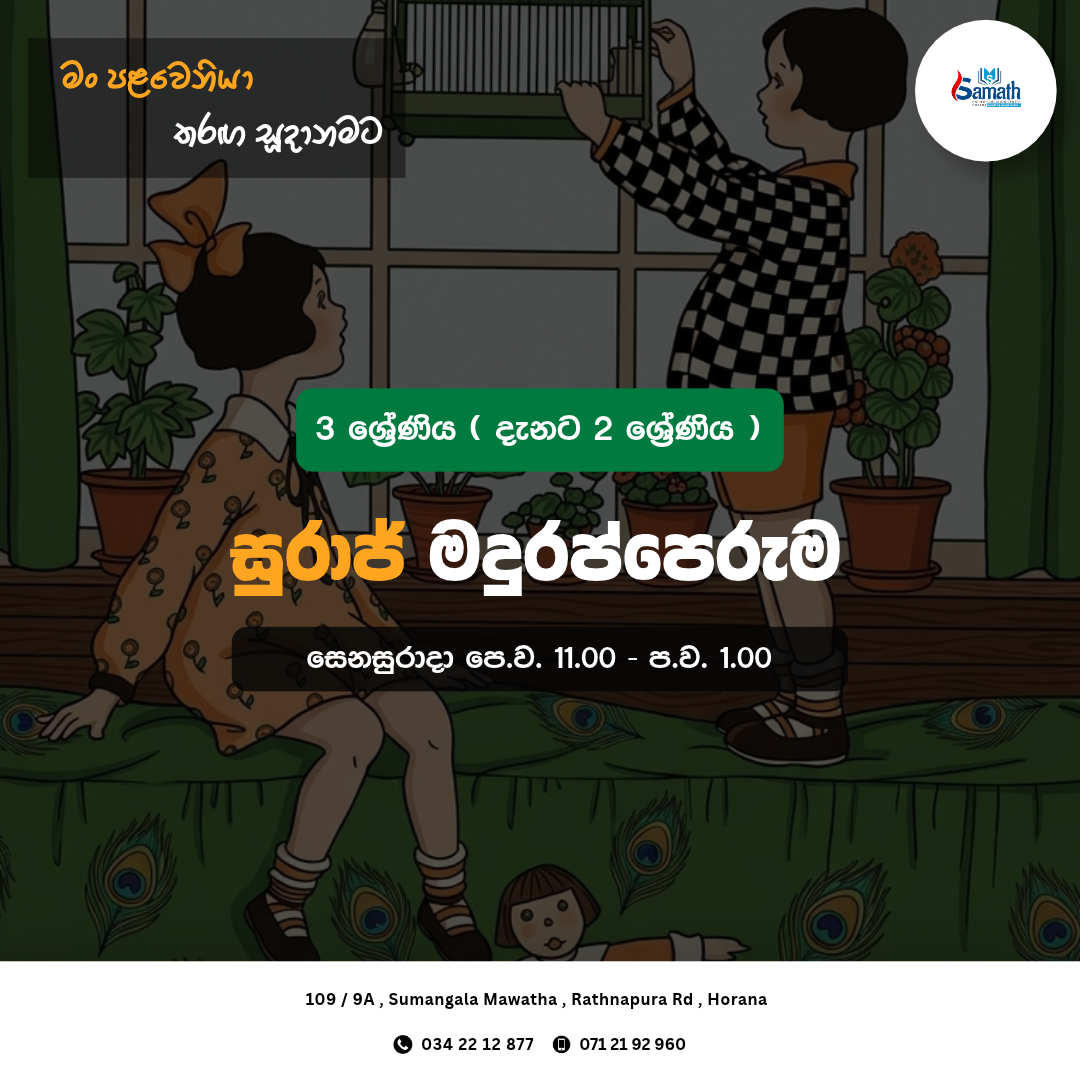 මං පළවෙනියා
තරඟ සූදානමට
Samath
3 ශ්‍රේණිය ( දැනට 2 ශ්‍රේණිය )
සුරාජ් මදුරප්පෙරුම
සෙනසුරාදා පෙ.ව. 11.00 - ප.ව. 1.00
109 / 9A , Sumangala Mawatha , Rathnapura Rd , Horana
034 22 12 877 071 21 92 960